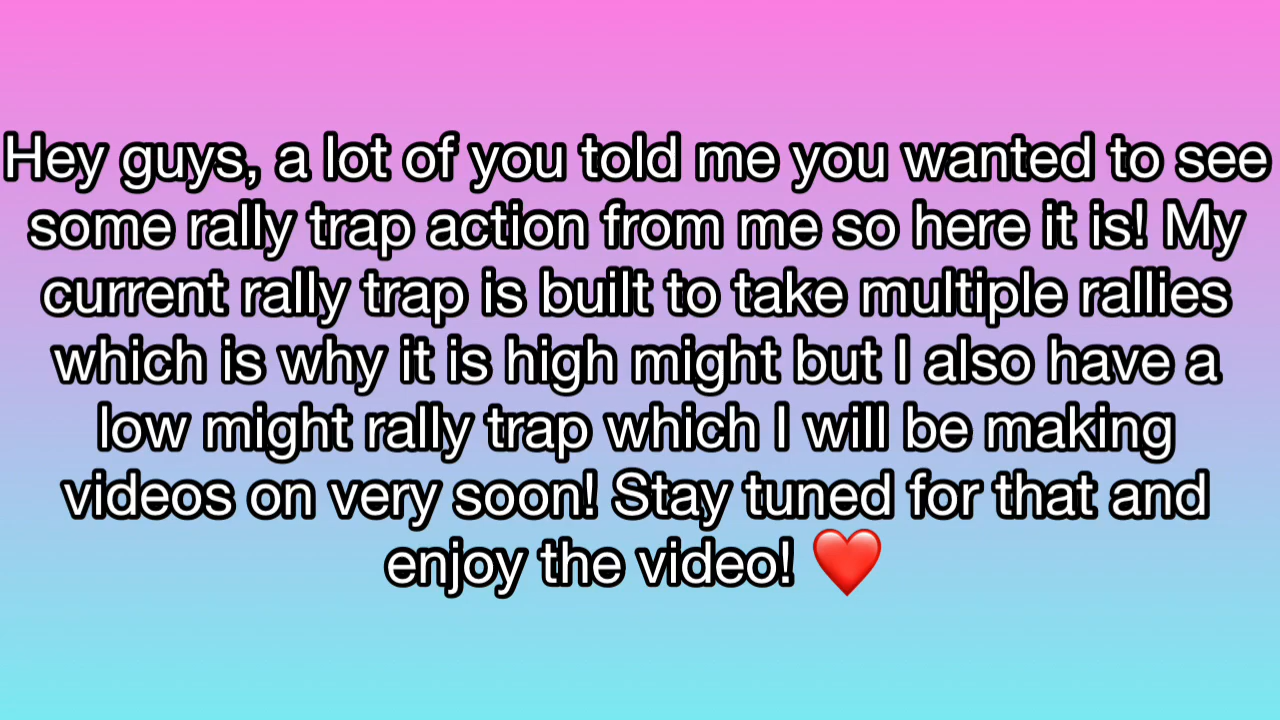 Hey guys, a lot of you told me you wanted to see
some rally trap action from me so here it is! My
current rally trap is built to take multiple rallies
which is why it is high might but I also have a
low might rally trap which I will be making
videos on very soon! Stay tuned for that and
enjoy the video! ❤️